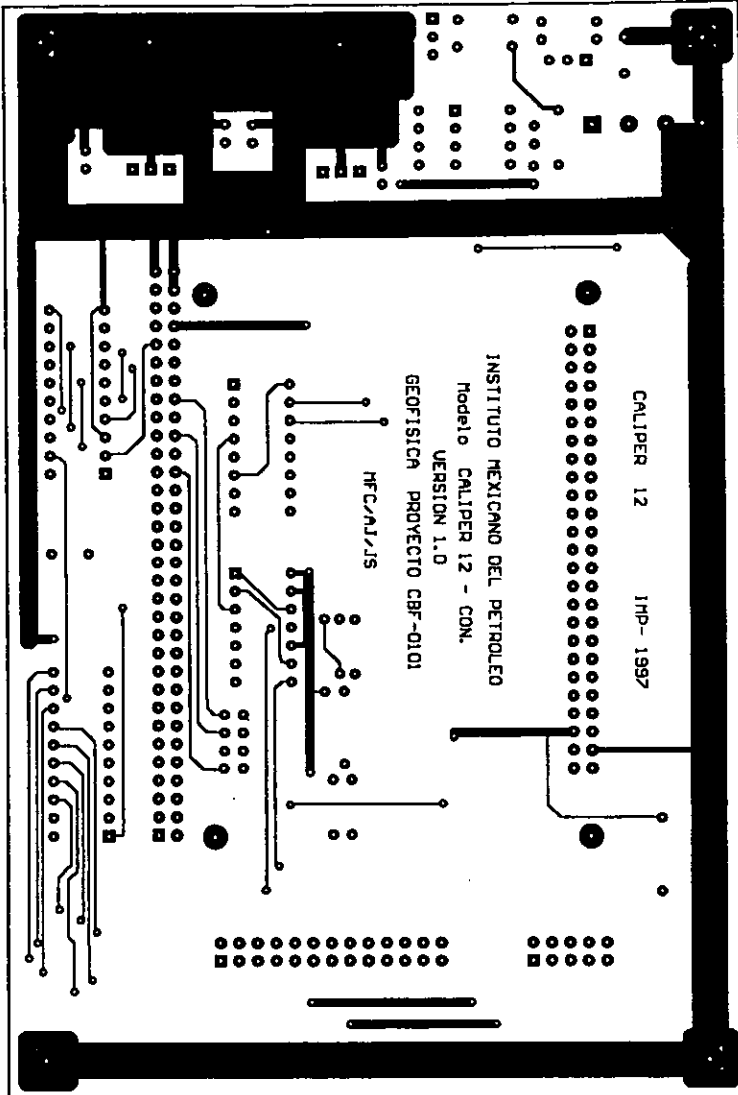 CALIPER 12 IMP- 1997
INSTITUTO MEXICANO DEL PETROLEO
Modelo CALIPER 12 - CON.
VERSION 1.0
GEOFISICA PROYECTO CBF-0101
MFC/AJ/JS